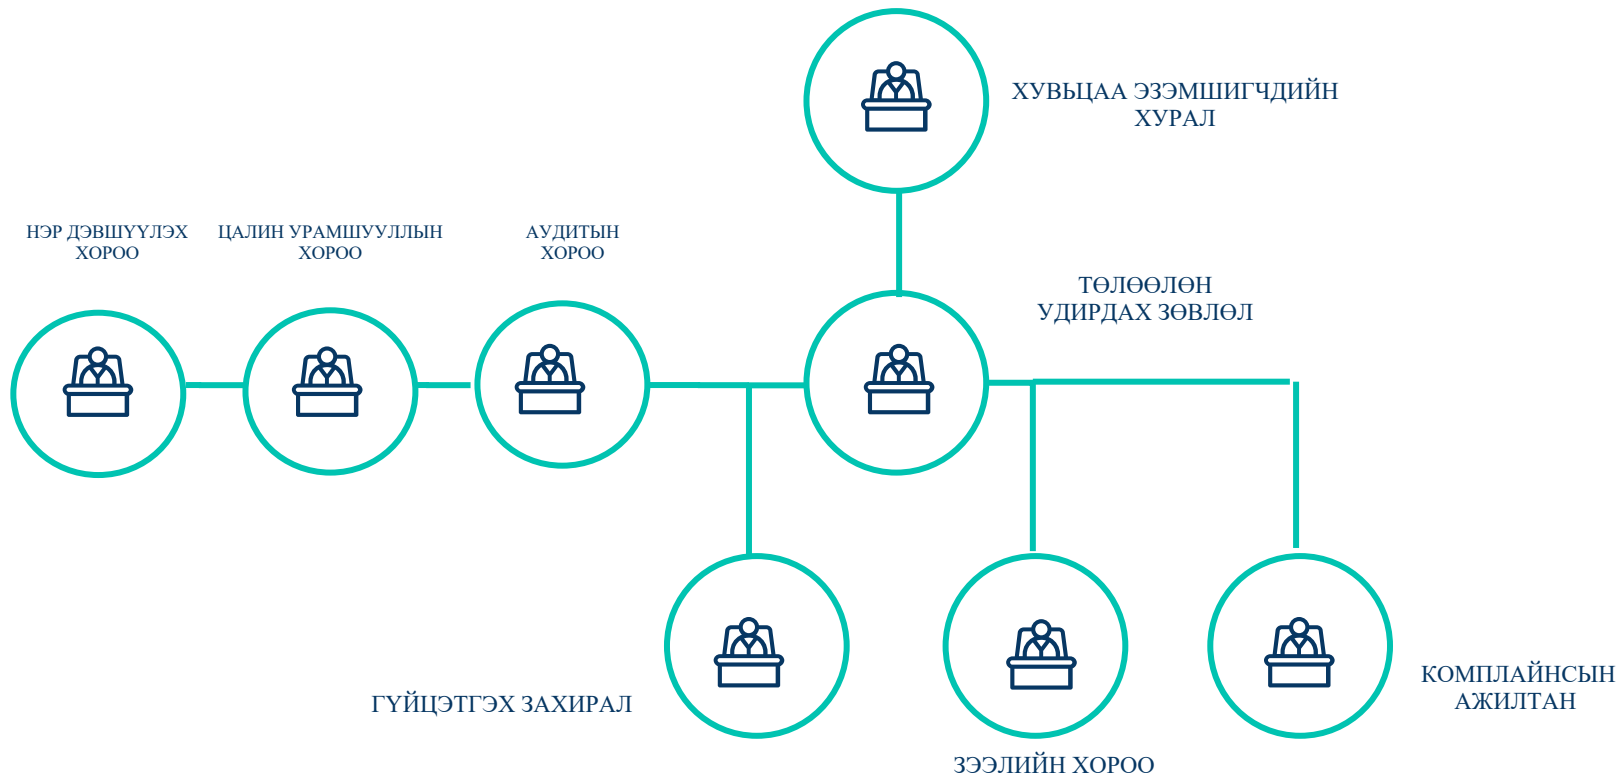 ХУВЬЦАА ЭЗЭМШИГЧДИЙН
ХУРАЛ
НЭР ДЭВШҮҮЛЭХ
ХОРОО
ЦАЛИН УРАМШУУЛЛЫН
ХОРОО
АУДИТЫН
ХОРОО
ТӨЛӨӨЛӨН
УДИРДАХ ЗӨВЛӨЛ
ГҮЙЦЭТГЭХ ЗАХИРАЛ
ЗЭЭЛИЙН ХОРОО
КОМПЛАЙНСЫН
АЖИЛТАН